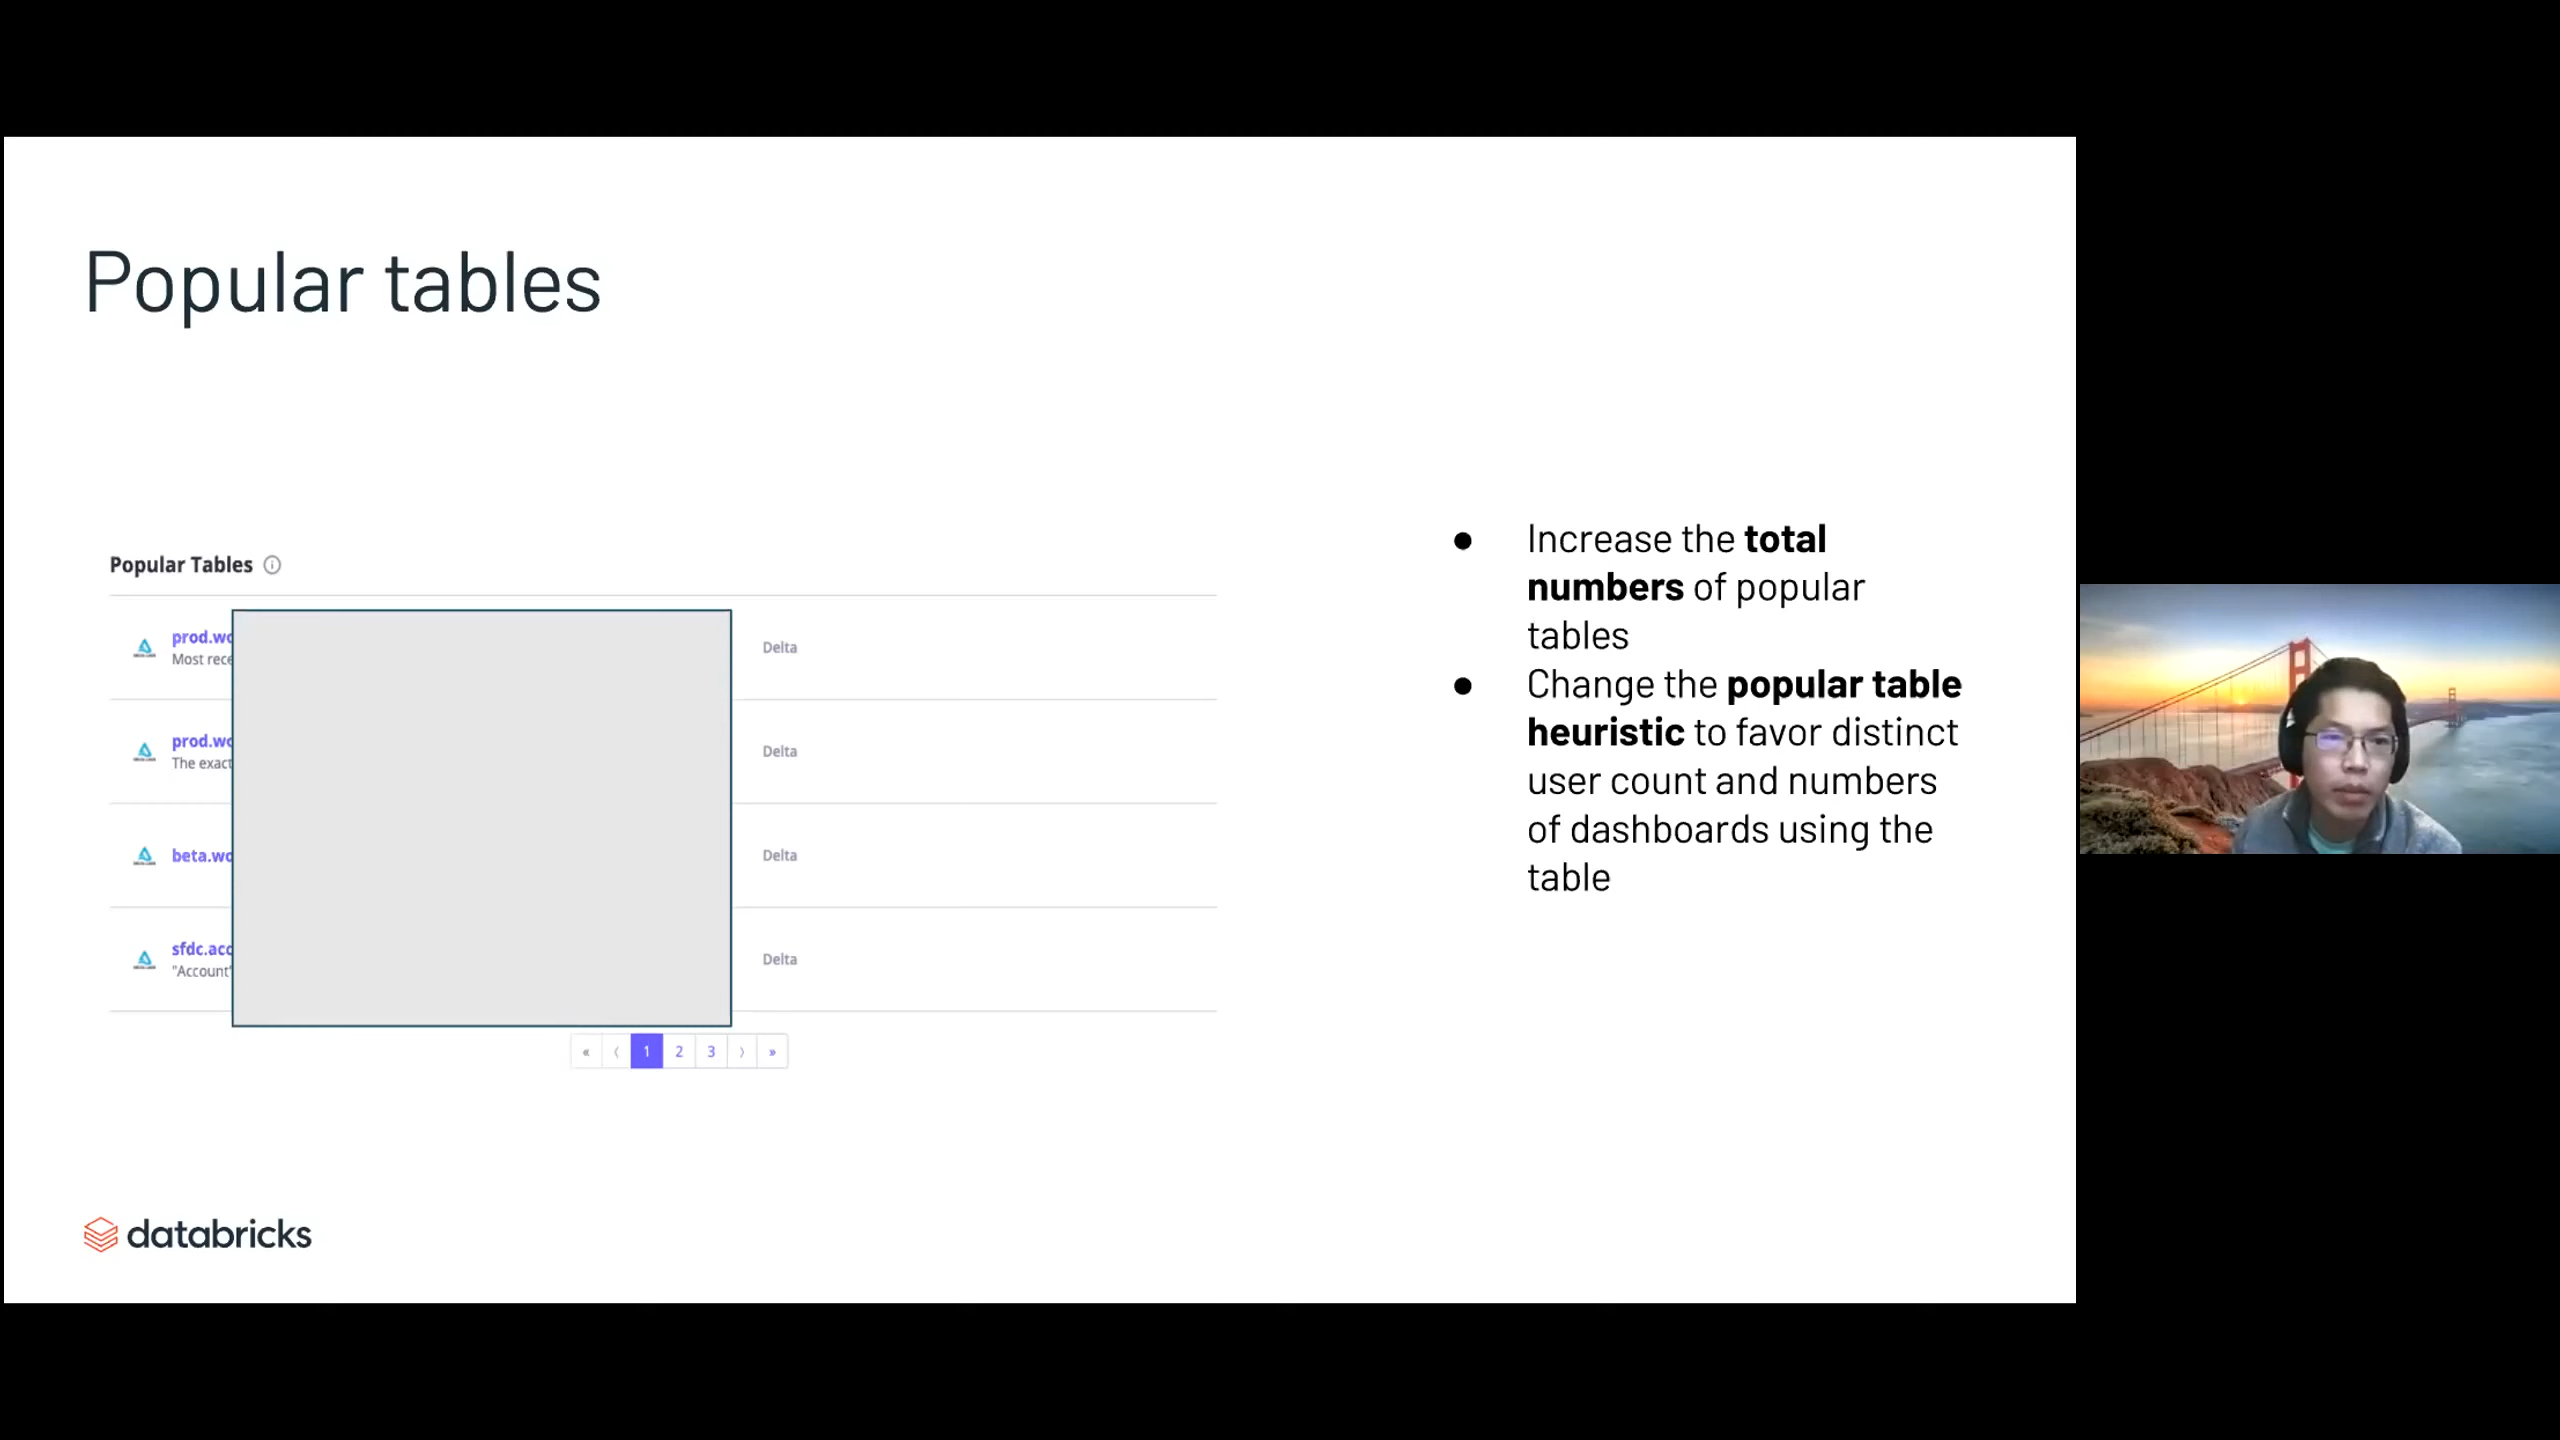 Popular tables
Popular Tables
prod.wo
Most rece
Delta
prod.wo
The exact
Delta
beta.wo
Delta
sfdc.acc
"Account"
Delta
« ‹ 1 2 3 › »
● Increase the total
numbers of popular
tables
● Change the popular table
heuristic to favor distinct
user count and numbers
of dashboards using the
table
databricks